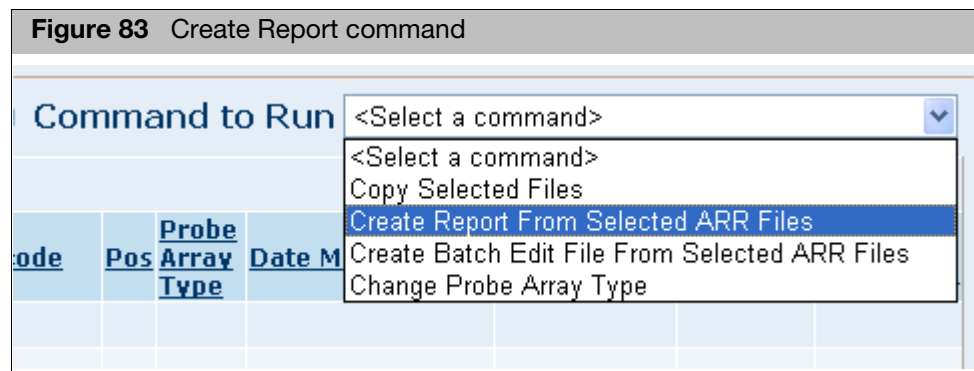 Figure 83 Create Report command
Command to Run <Select a command>
<Select a command>
Copy Selected Files
Create Report From Selected ARR Files
Create Batch Edit File From Selected ARR Files
Change Probe Array Type
ode Pos Probe Array Type Date M